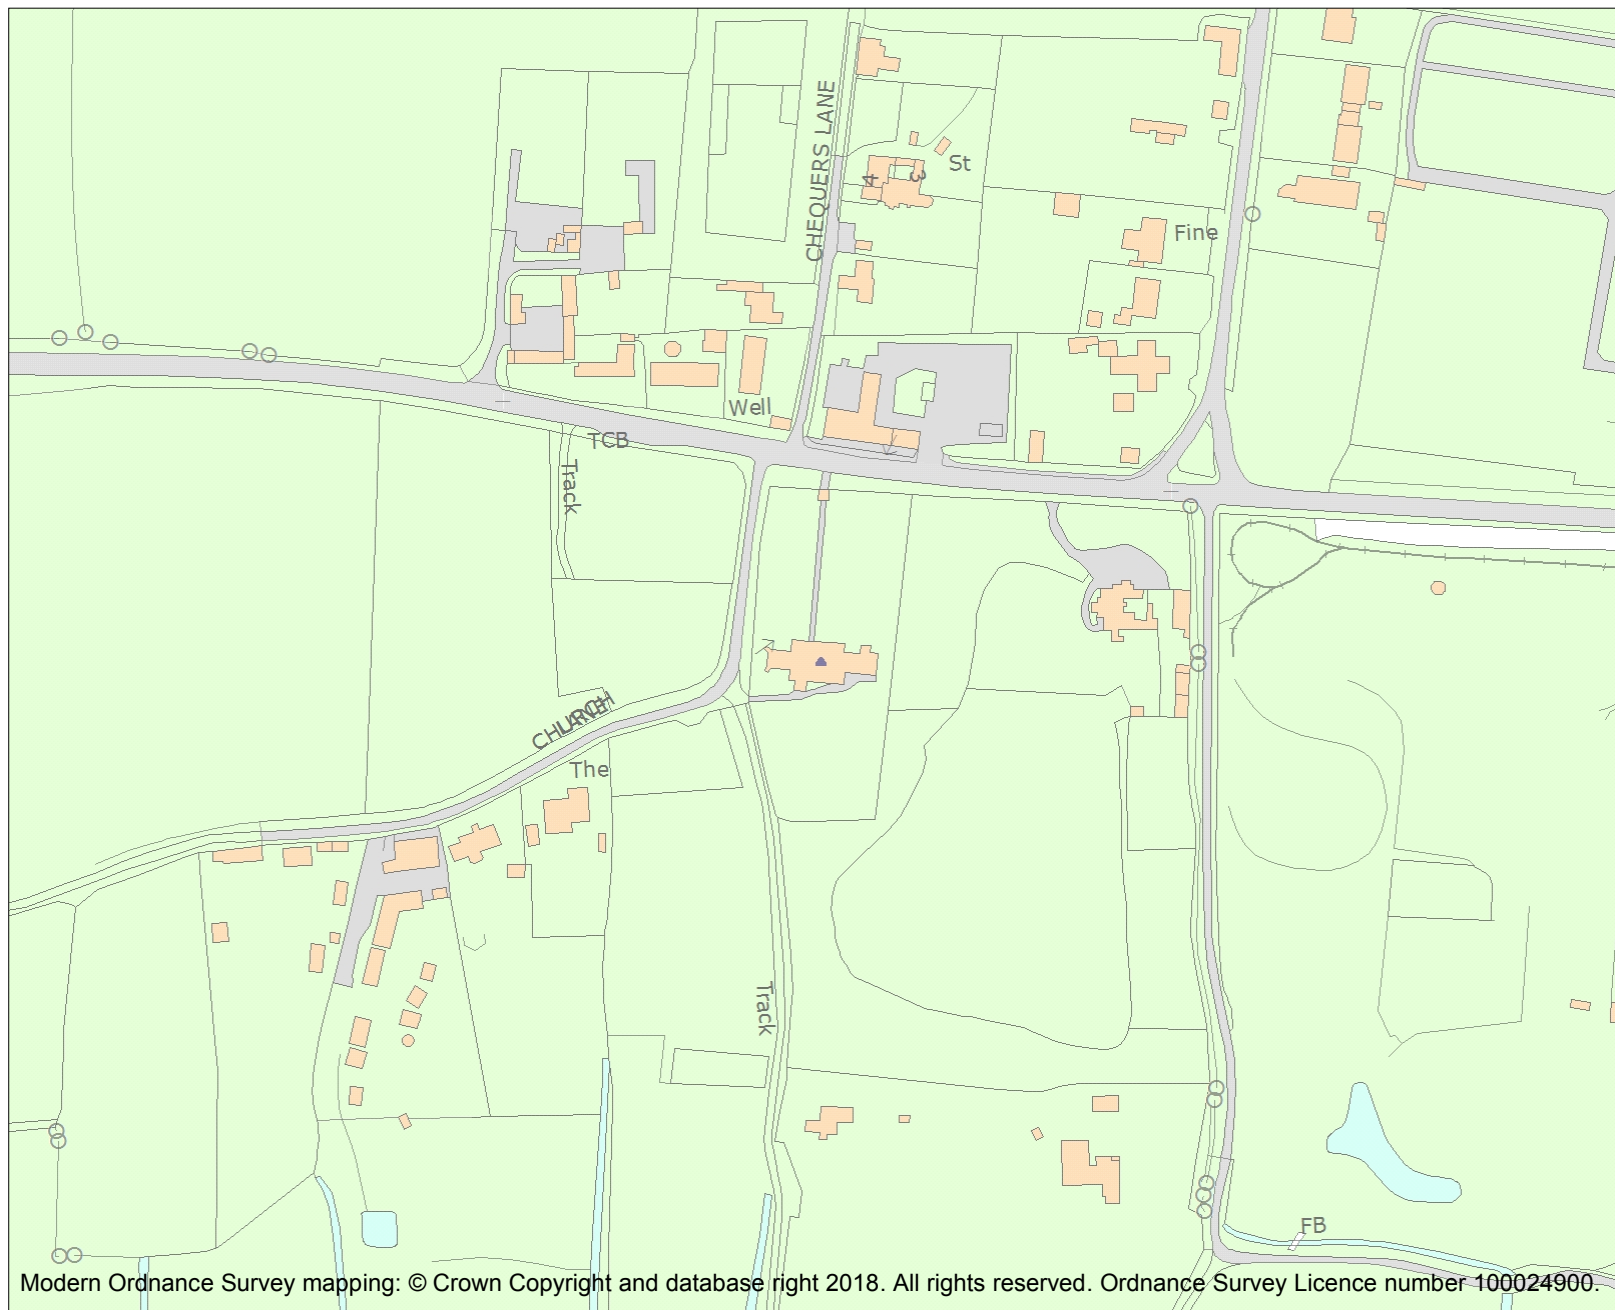 CHEQUERS LANE
St
4
3
Fine
Well
TCB
Track
CHURCH
LANE
The
Track
FB
Modern Ordnance Survey mapping: © Crown Copyright and database right 2018. All rights reserved. Ordnance Survey Licence number 100024900.